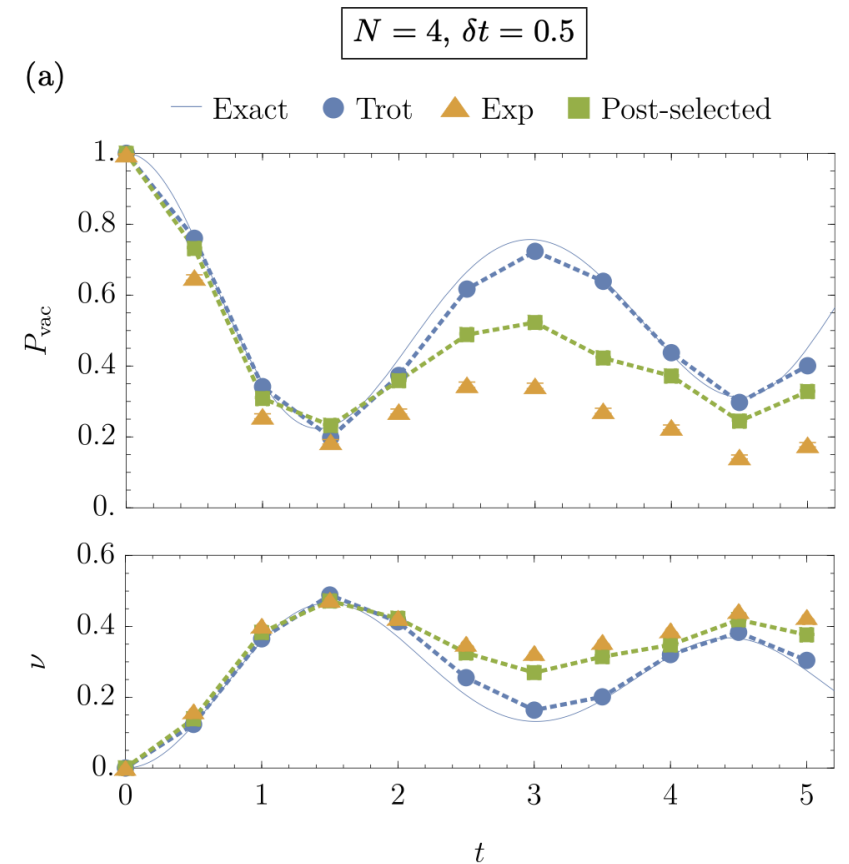 N = 4, δt = 0.5
(a)
Exact Trot Exp Post-selected
1.
0.8
0.6
0.4
0.2
0.
P_vac
0.6
0.4
0.2
0.
ν
0 1 2 3 4 5
t